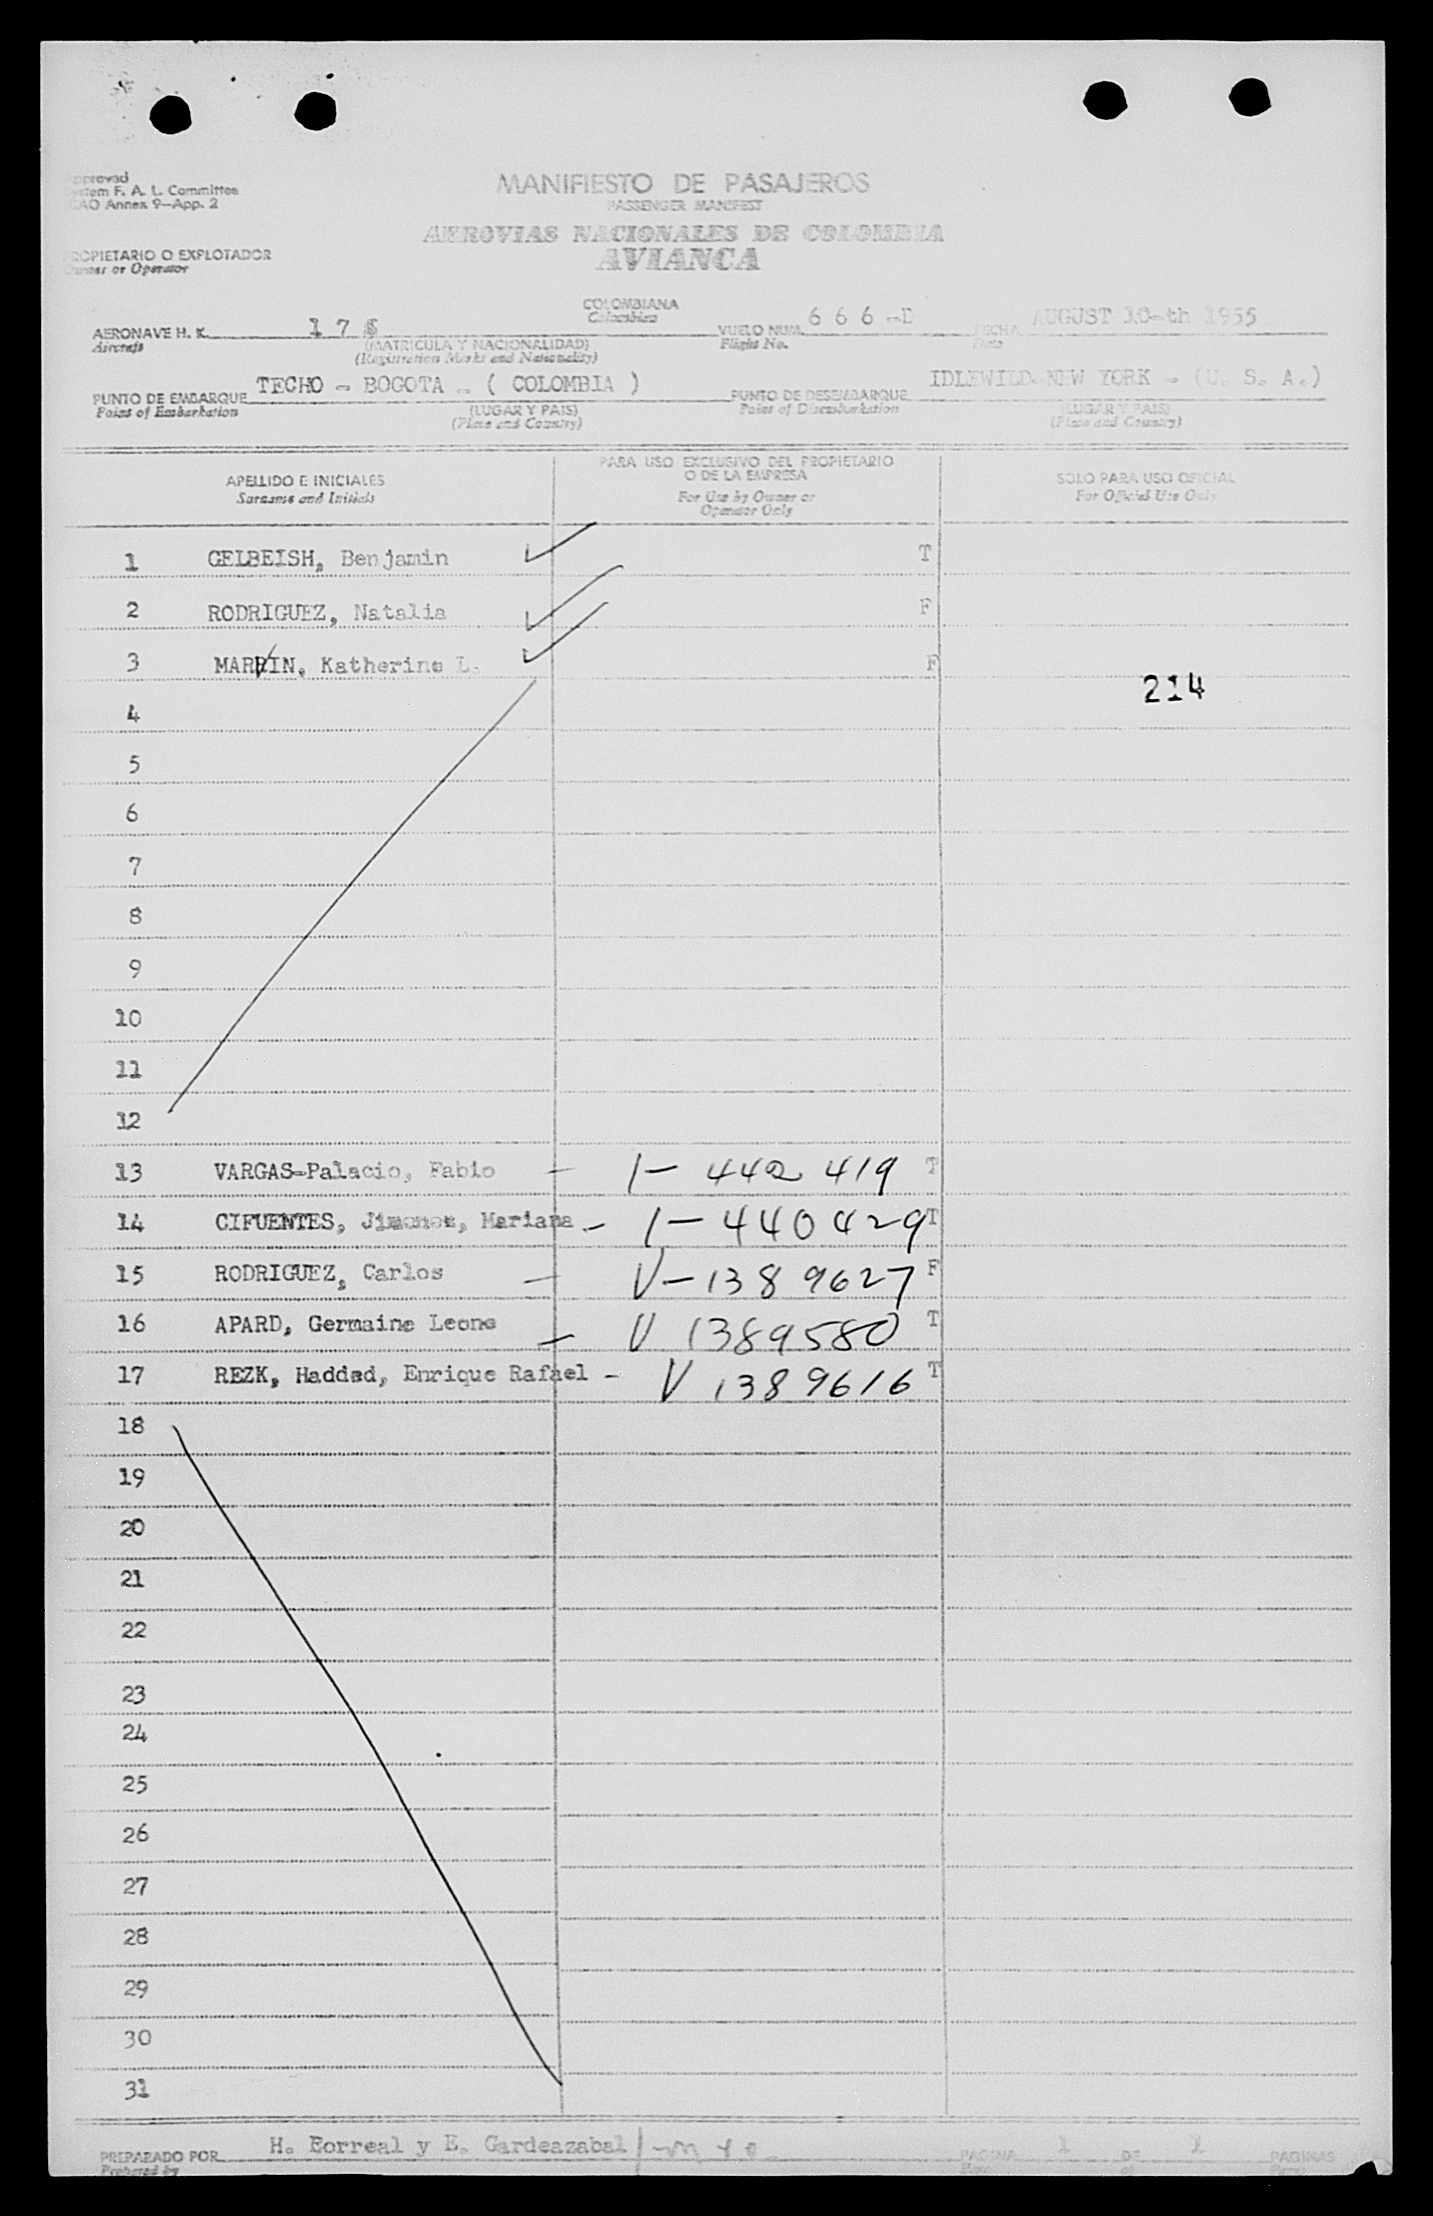 Approved
System F. A. L. Committee
ICAO Annex 9—App. 2
MANIFIESTO DE PASAJEROS
PASSENGER MANIFEST
AEROVIAS NACIONALES DE COLOMBIA
AVIANCA
PROPIETARIO O EXPLOTADOR
Owner or Operator
COLOMBIANA
Colombian
AERONAVE H. K. 1 7
Aircraft
(MATRICULA Y NACIONALIDAD)
(Registration Marks and Nationality)
VUELO NUM. 6 6 6 -D
Flight No.
FECHA AUGUST 10-th 1955
Date
PUNTO DE EMBARQUE TECHO - BOGOTA - ( COLOMBIA )
Point of Embarkation
(LUGAR Y PAIS)
(Place and Country)
PUNTO DE DESEMBARQUE IDLEWILD-NEW YORK - (U. S. A.)
Point of Disembarkation
(LUGAR Y PAIS)
(Place and Country)
APELLIDO E INICIALES
Surname and Initials
PARA USO EXCLUSIVO DEL PROPIETARIO
O DE LA EMPRESA
For Use by Owner or
Operator Only
SOLO PARA USO OFICIAL
For Official Use Only
1 GELBEISH, Benjamin T
2 RODRIGUEZ, Natalia F
3 MARTIN, Katherine L. F
214
4
5
6
7
8
9
10
11
12
13 VARGAS-Palacio, Fabio — 1- 442 419 T
14 CIFUENTES, Jimenez, Mariana - 1- 440429 T
15 RODRIGUEZ, Carlos — V-1389627 F
16 APARD, Germaine Leone — V 1389580 T
17 REZK, Haddad, Enrique Rafael - V 1389616 T
18
19
20
21
22
23
24
25
26
27
28
29
30
31
PREPARADO POR H. Borreal y E. Gardeazabal
Prepared by
PAGINA 1 DE 1 PAGINAS
Page of Pages